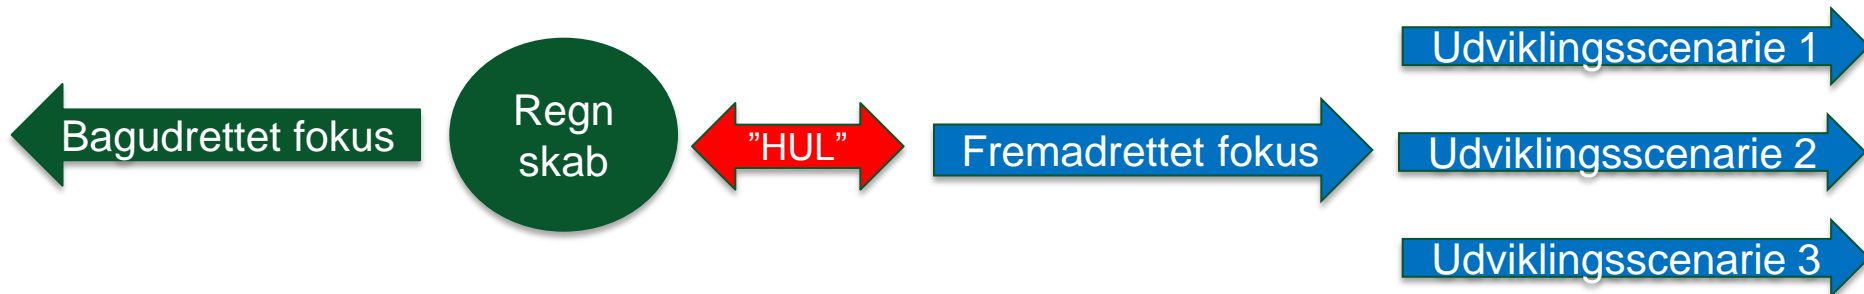 Bagudrettet fokus
Regn
skab
”HUL”
Fremadrettet fokus
Udviklingsscenarie 1
Udviklingsscenarie 2
Udviklingsscenarie 3